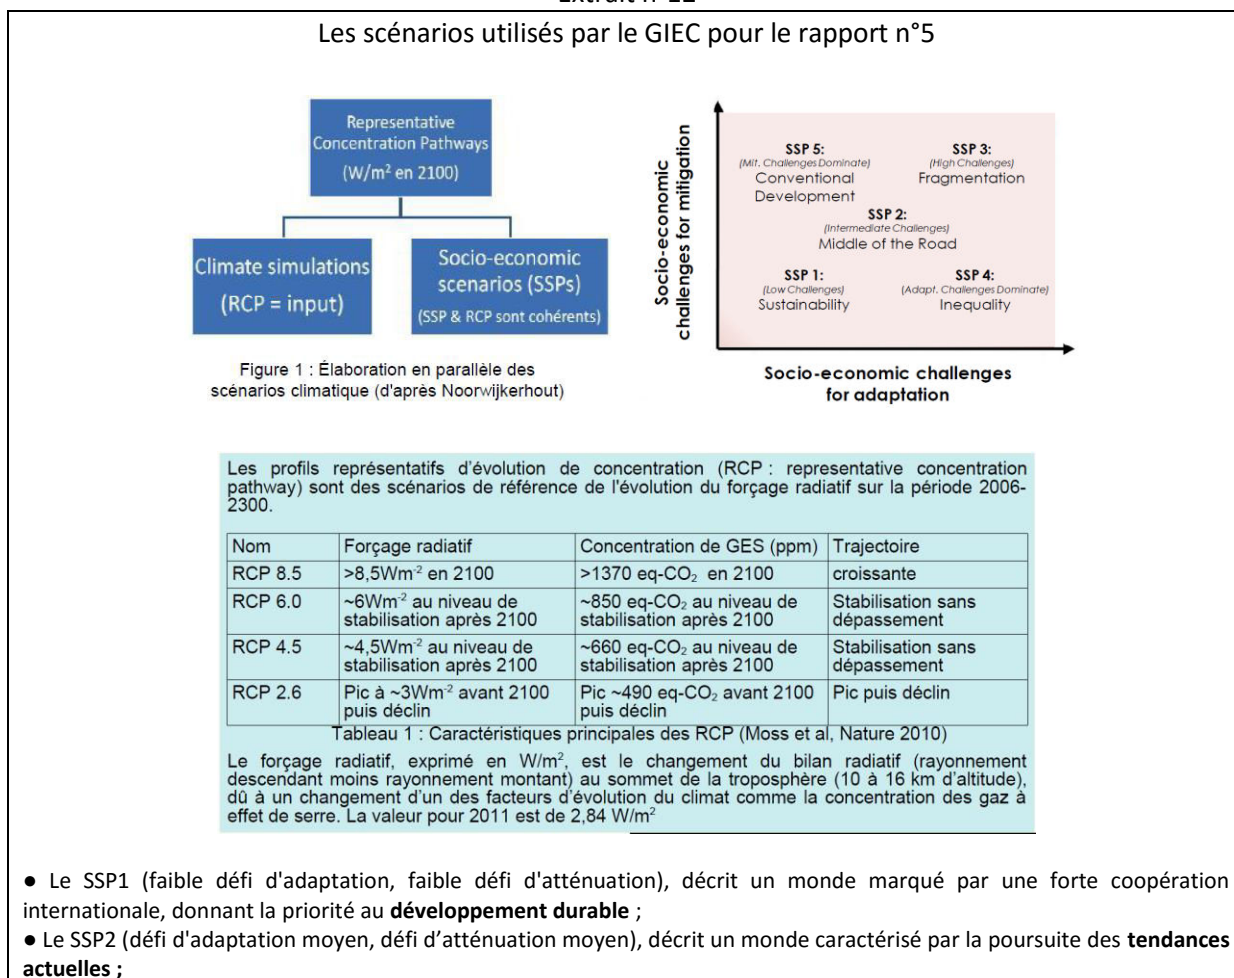 Les scénarios utilisés par le GIEC pour le rapport n°5
Representative
Concentration Pathways
(W/m² en 2100)
Climate simulations
(RCP = input)
Socio-economic
scenarios (SSPs)
(SSP & RCP sont cohérents)
Figure 1 : Élaboration en parallèle des
scénarios climatique (d'après Noorwijkerhout)
Socio-economic
challenges for mitigation
SSP 5:
(Mit. Challenges Dominate)
Conventional
Development
SSP 3:
(High Challenges)
Fragmentation
SSP 2:
(Intermediate Challenges)
Middle of the Road
SSP 1:
(Low Challenges)
Sustainability
SSP 4:
(Adapt. Challenges Dominate)
Inequality
Socio-economic challenges
for adaptation
Les profils représentatifs d'évolution de concentration (RCP : representative concentration
pathway) sont des scénarios de référence de l'évolution du forçage radiatif sur la période 2006-
2300.
Nom Forçage radiatif Concentration de GES (ppm) Trajectoire
RCP 8.5 >8,5Wm⁻² en 2100 >1370 eq-CO₂ en 2100 croissante
RCP 6.0 ~6Wm⁻² au niveau de ~850 eq-CO₂ au niveau de Stabilisation sans
stabilisation après 2100 stabilisation après 2100 dépassement
RCP 4.5 ~4,5Wm⁻² au niveau de ~660 eq-CO₂ au niveau de Stabilisation sans
stabilisation après 2100 stabilisation après 2100 dépassement
RCP 2.6 Pic à ~3Wm⁻² avant 2100 Pic ~490 eq-CO₂ avant 2100 Pic puis déclin
puis déclin puis déclin
Tableau 1 : Caractéristiques principales des RCP (Moss et al, Nature 2010)
Le forçage radiatif, exprimé en W/m², est le changement du bilan radiatif (rayonnement
descendant moins rayonnement montant) au sommet de la troposphère (10 à 16 km d'altitude),
dû à un changement d'un des facteurs d'évolution du climat comme la concentration des gaz à
effet de serre. La valeur pour 2011 est de 2,84 W/m²
● Le SSP1 (faible défi d'adaptation, faible défi d'atténuation), décrit un monde marqué par une forte coopération
internationale, donnant la priorité au développement durable ;
● Le SSP2 (défi d'adaptation moyen, défi d'atténuation moyen), décrit un monde caractérisé par la poursuite des tendances
actuelles ;